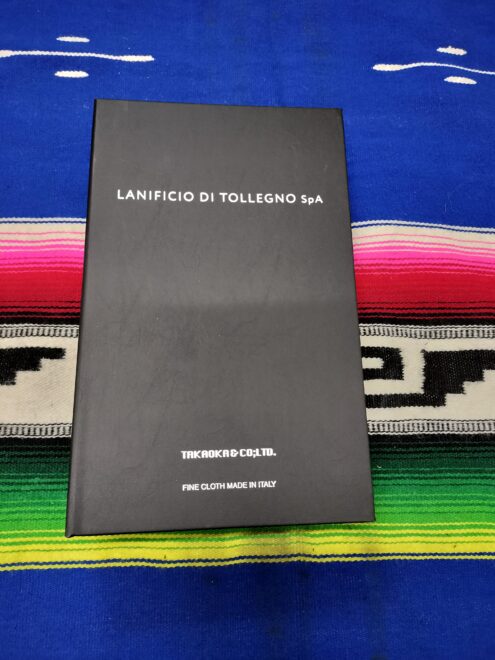 LANIFICIO DI TOLLEGNO SpA
TAKAOKA & CO;LTD.
FINE CLOTH MADE IN ITALY